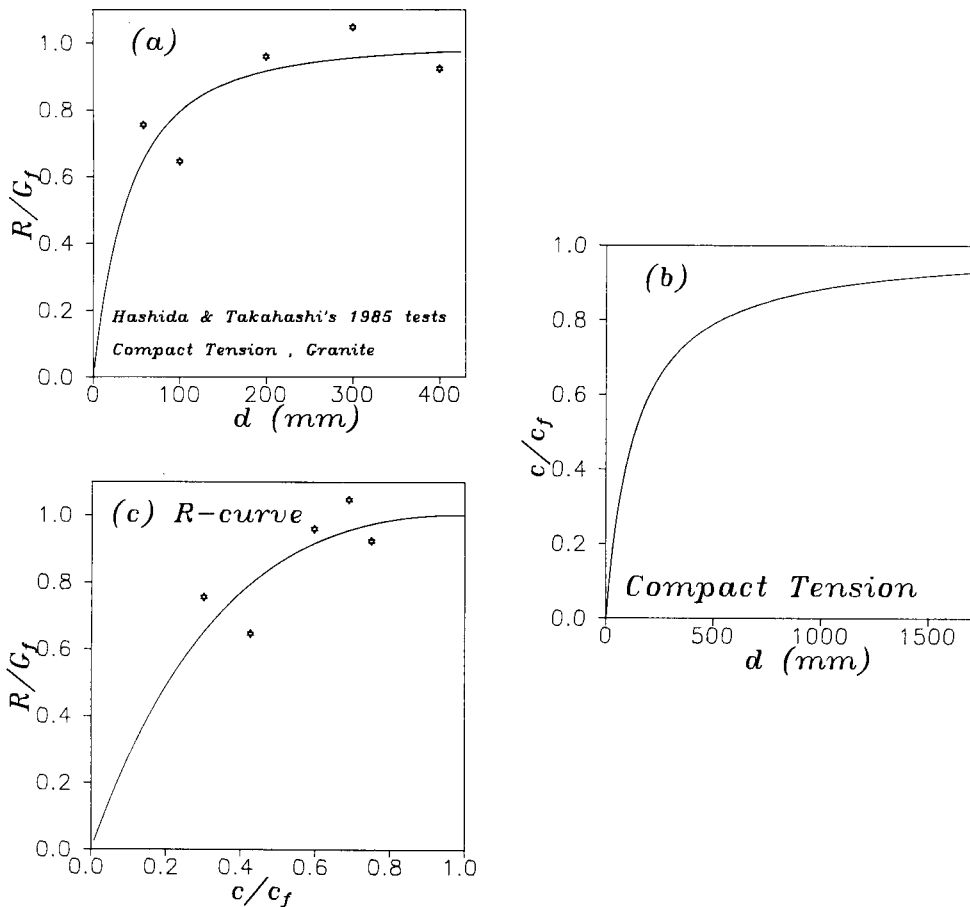 (a)
1.0
0.8
0.6
0.4
0.2
0.0
R/G_f
Hashida & Takahashi's 1985 tests
Compact Tension , Granite
0 100 200 300 400
d (mm)
(b)
1.0
0.8
0.6
0.4
0.2
0.0
c/c_f
Compact Tension
0 500 1000 1500
d (mm)
(c) R-curve
1.0
0.8
0.6
0.4
0.2
0.0
R/G_f
0.0 0.2 0.4 0.6 0.8 1.0
c/c_f